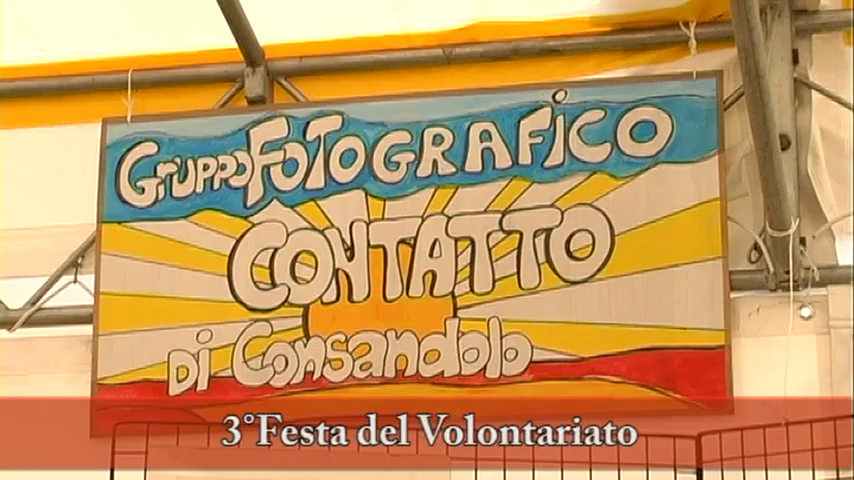 Gruppo FOTOGRAFiCO
CONTATTO
Di Consandolo
3°Festa del Volontariato